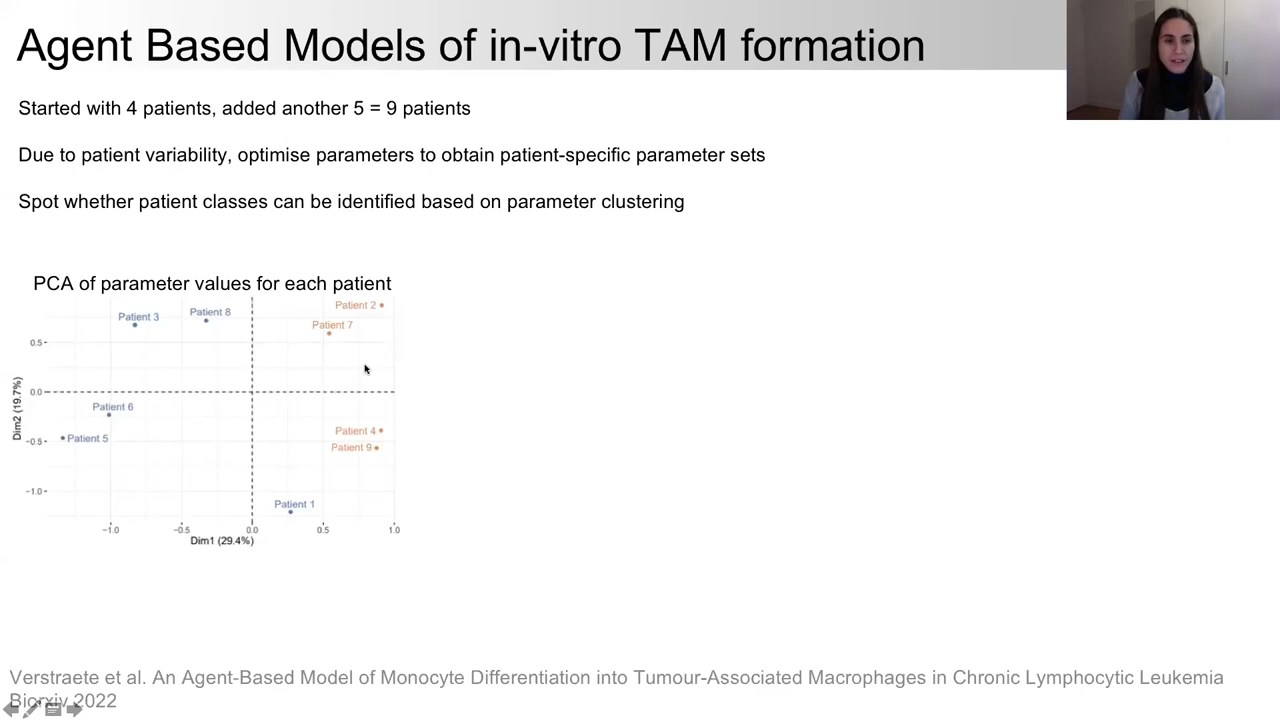 Agent Based Models of in-vitro TAM formation
Started with 4 patients, added another 5 = 9 patients
Due to patient variability, optimise parameters to obtain patient-specific parameter sets
Spot whether patient classes can be identified based on parameter clustering
PCA of parameter values for each patient
Patient 2
Patient 8
Patient 3
Patient 7
0.5
0.0
Patient 6
Patient 4
Patient 5
−0.5
Patient 9
−1.0
Patient 1
Dim2 (19.7%)
−1.0 −0.5 0.0 0.5 1.0
Dim1 (29.4%)
Verstraete et al. An Agent-Based Model of Monocyte Differentiation into Tumour-Associated Macrophages in Chronic Lymphocytic Leukemia
Biorxiv 2022